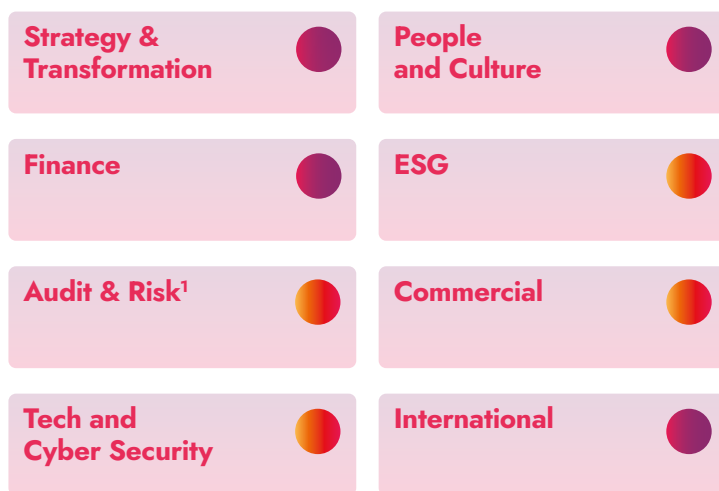 Strategy &
Transformation
People
and Culture
Finance
ESG
Audit & Risk¹
Commercial
Tech and
Cyber Security
International